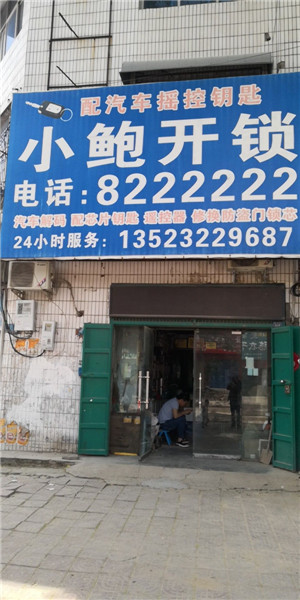 配汽车摇控钥匙
小鲍开锁
电话:8222222
汽车解码 配芯片钥匙 遥控器 修换防盗门锁芯
24小时服务:13523229687